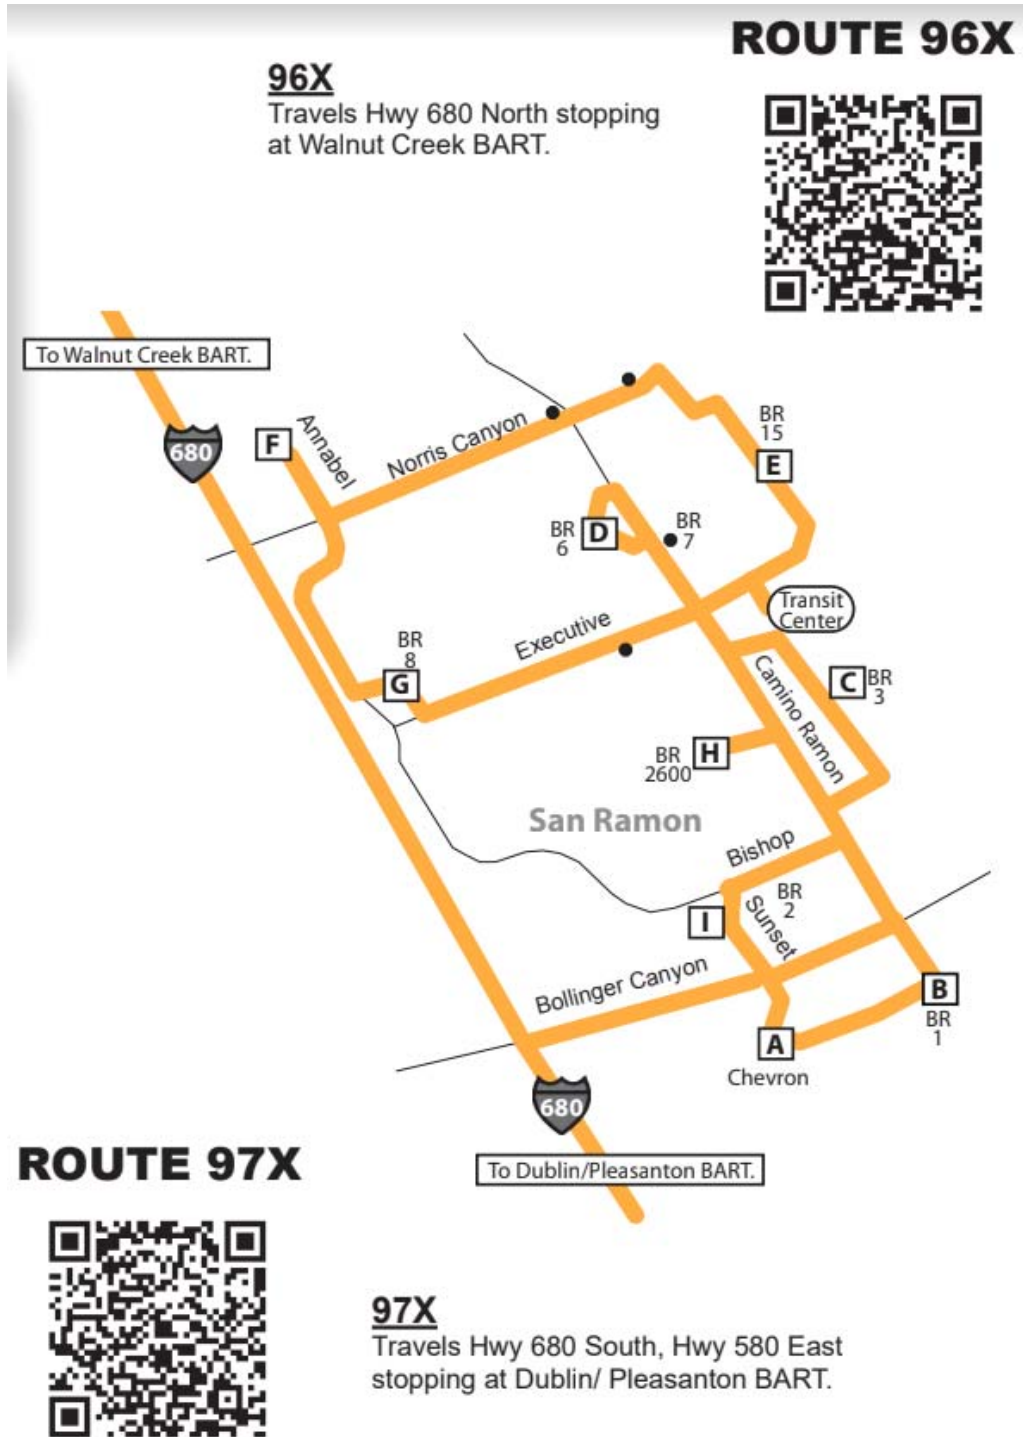 ROUTE 96X
96X
Travels Hwy 680 North stopping
at Walnut Creek BART.
To Walnut Creek BART.
680
F
Annabel
Norris Canyon
BR
15
E
BR
6
D
BR
7
Transit
Center
Executive
BR
8
G
Camino Ramon
C
BR
3
BR
2600
H
San Ramon
Bishop
BR
2
I
Sunset
Bollinger Canyon
B
BR
1
A
Chevron
680
To Dublin/Pleasanton BART.
ROUTE 97X
97X
Travels Hwy 680 South, Hwy 580 East
stopping at Dublin/ Pleasanton BART.